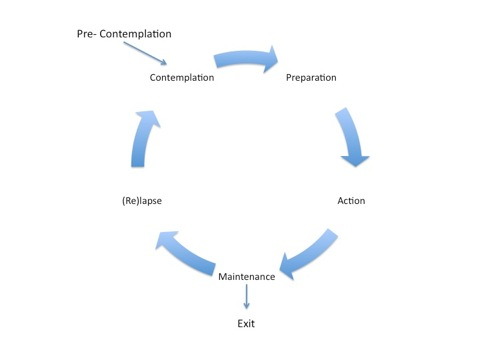 Pre- Contemplation
Contemplation
Preparation
Action
Maintenance
(Re)lapse
Exit